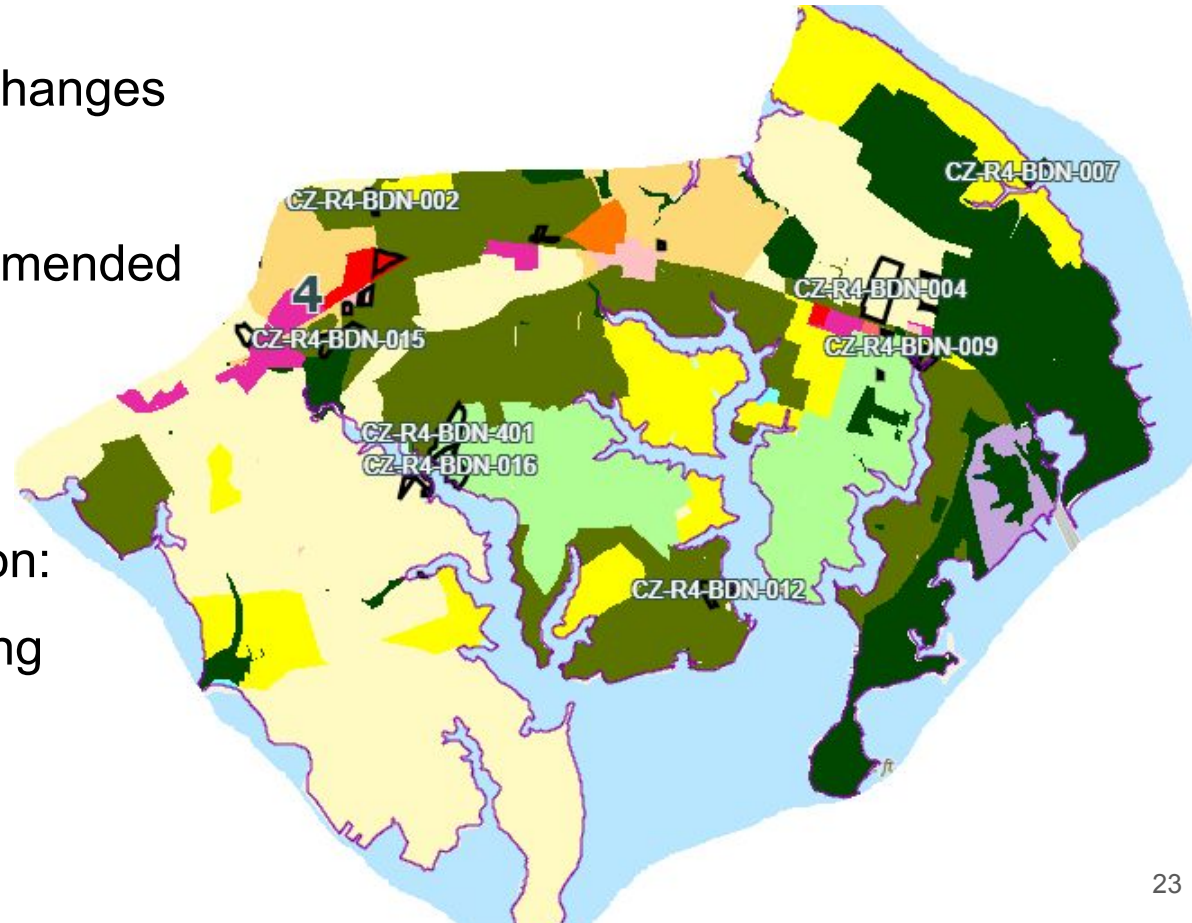 hanges
CZ-R4-BDN-007
CZ-R4-BDN-002
mended
4
CZ-R4-BDN-004
CZ-R4-BDN-015
CZ-R4-BDN-009
CZ-R4-BDN-401
CZ-R4-BDN-016
on:
CZ-R4-BDN-012
ng
ft
23